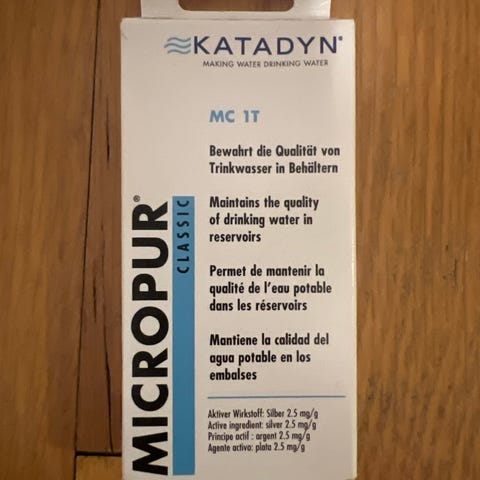 KATADYN®
MAKING WATER DRINKING WATER
MC 1T
Bewahrt die Qualität von
Trinkwasser in Behältern
Maintains the quality
of drinking water in
reservoirs
Permet de mantenir la
qualité de l'eau potable
dans les réservoirs
Mantiene la calidad del
agua potable en los
embalses
Aktiver Wirkstoff: Silber 2.5 mg/g
Active ingredient: silver 2.5 mg/g
Principe actif : argent 2.5 mg/g
Agente activo: plata 2.5 mg/g
MICROPUR®
CLASSIC